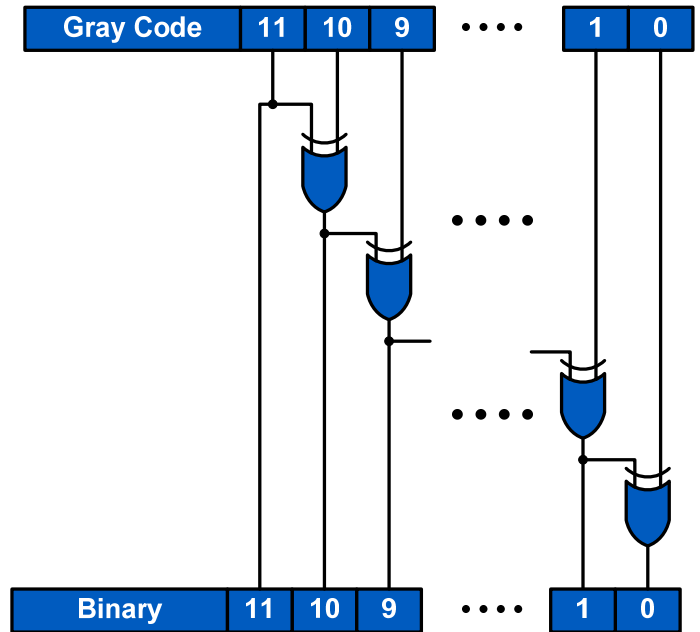 Gray Code 11 10 9 •••• 1 0
Binary 11 10 9 •••• 1 0